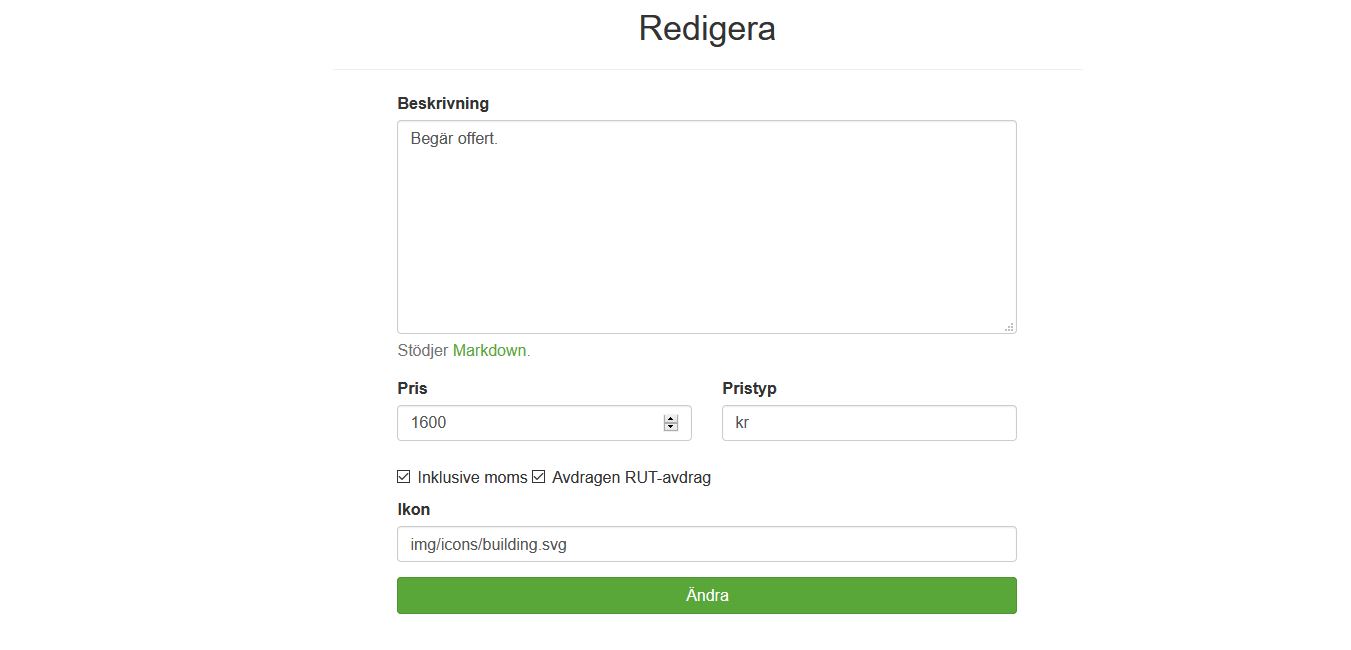 Redigera
Beskrivning
Begär offert.
Stödjer Markdown.
Pris Pristyp
1600 kr
Inklusive moms Avdragen RUT-avdrag
Ikon
img/icons/building.svg
Ändra